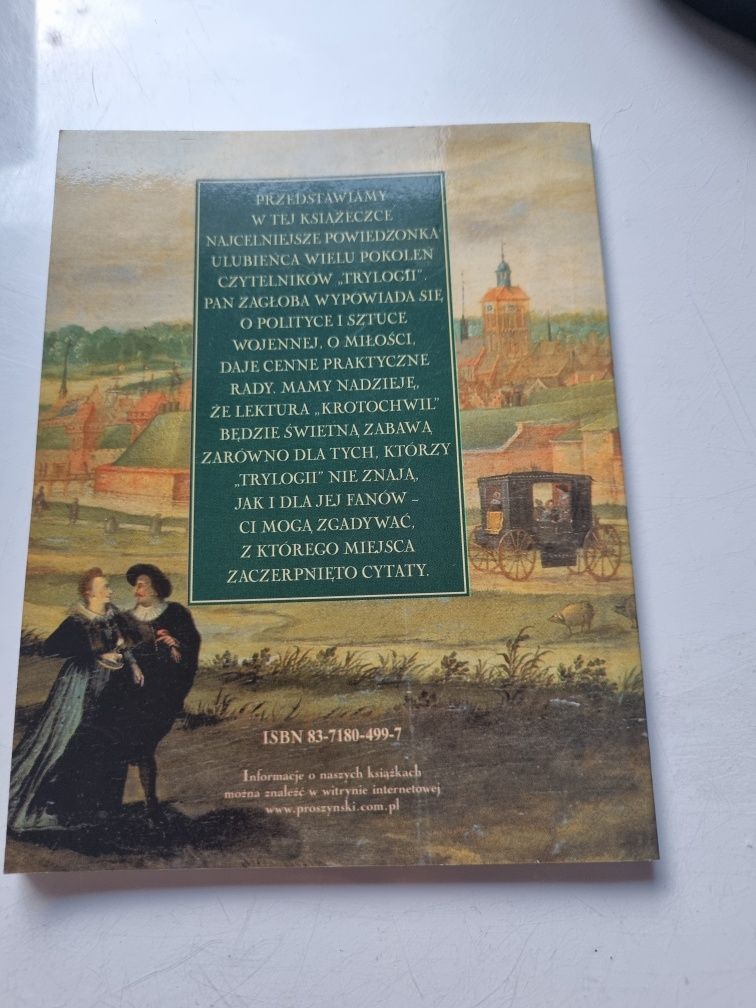 PRZEDSTAWIAMY
W TEJ KSIĄŻECZCE
NAJCELNIEJSZE POWIEDZONKA
ULUBIEŃCA WIELU POKOLEŃ
CZYTELNIKÓW „TRYLOGII".
PAN ZAGŁOBA WYPOWIADA SIĘ
O POLITYCE I SZTUCE
WOJENNEJ, O MIŁOŚCI,
DAJE CENNE PRAKTYCZNE
RADY. MAMY NADZIEJĘ,
ŻE LEKTURA „KROTOCHWIL"
BĘDZIE ŚWIETNĄ ZABAWĄ
ZARÓWNO DLA TYCH, KTÓRZY
„TRYLOGII" NIE ZNAJĄ,
JAK I DLA JEJ FANÓW –
CI MOGĄ ZGADYWAĆ,
Z KTÓREGO MIEJSCA
ZACZERPNIĘTO CYTATY.
ISBN 83-7180-499-7
Informacje o naszych książkach
można znaleźć w witrynie internetowej
www.proszynski.com.pl